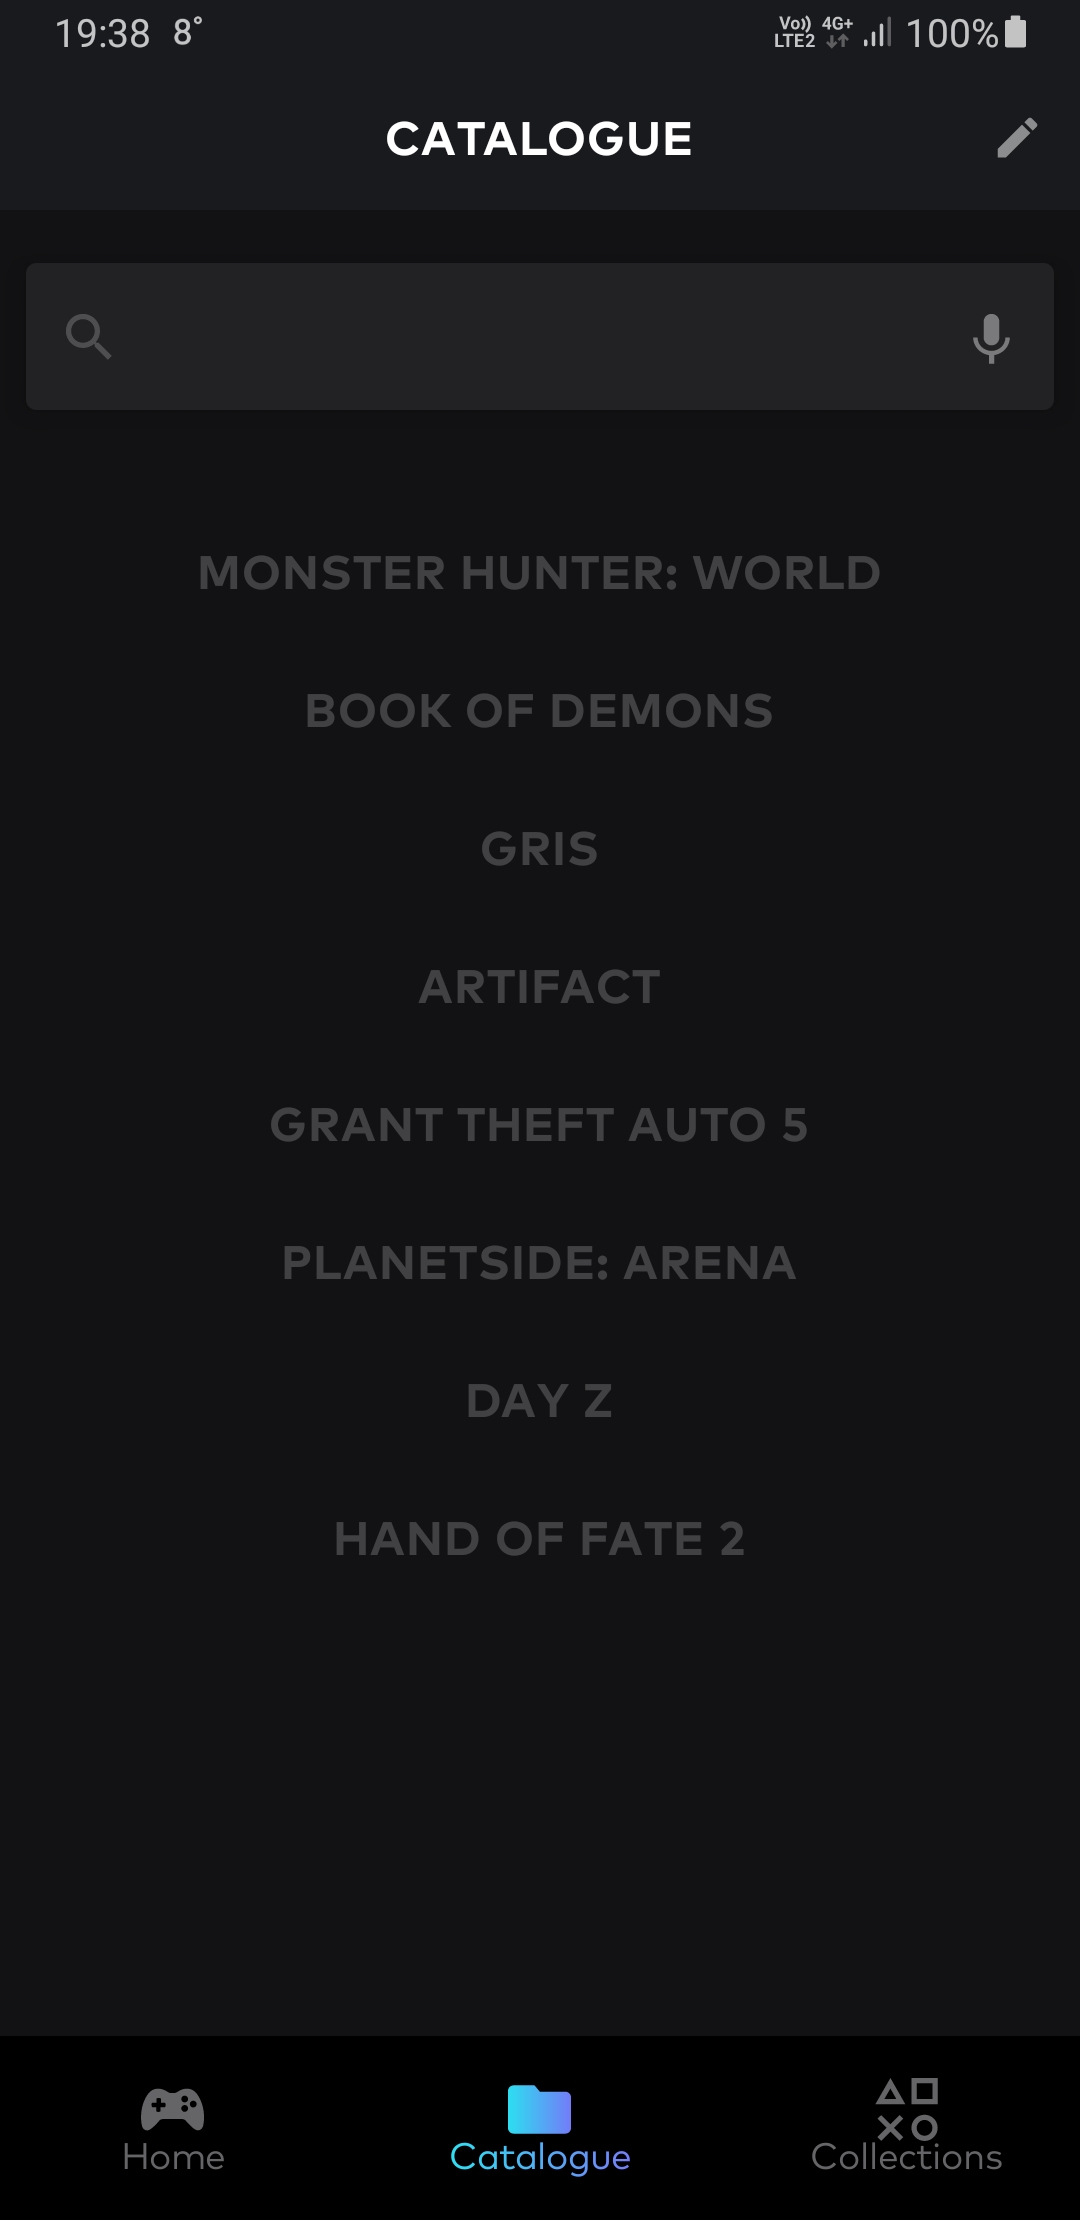 19:38 8° Vo)) LTE2 4G+ 100%
CATALOGUE
MONSTER HUNTER: WORLD
BOOK OF DEMONS
GRIS
ARTIFACT
GRANT THEFT AUTO 5
PLANETSIDE: ARENA
DAY Z
HAND OF FATE 2
Home Catalogue Collections